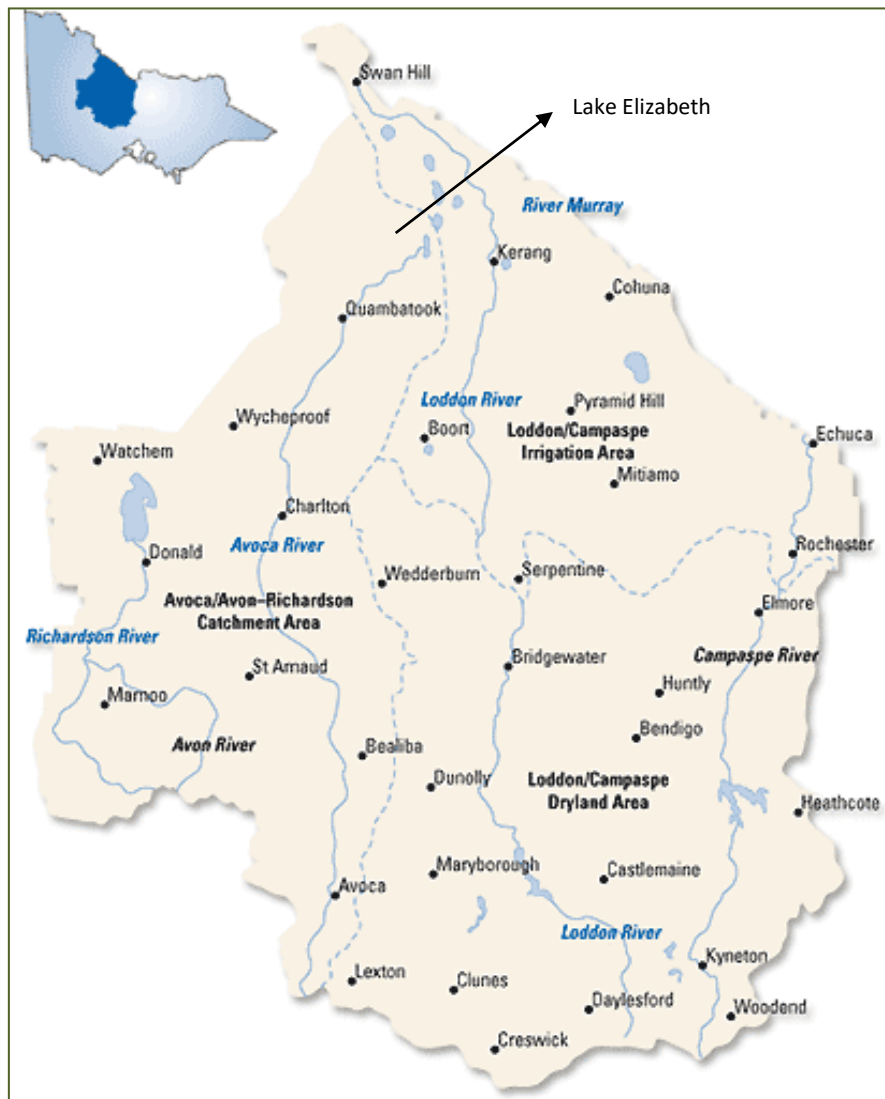 Swan Hill
Lake Elizabeth
River Murray
Kerang
Cohuna
Quambatook
Loddon River
Pyramid Hill
Wycheproof
Boort
Loddon/Campaspe
Irrigation Area
Echuca
Watchem
Mitiamo
Charlton
Avoca River
Donald
Rochester
Wedderburn
Serpentine
Avoca/Avon–Richardson
Catchment Area
Elmore
Richardson River
Bridgewater
Campaspe River
St Arnaud
Huntly
Marnoo
Avon River
Bendigo
Bealiba
Dunolly
Loddon/Campaspe
Dryland Area
Heathcote
Maryborough
Castlemaine
Avoca
Loddon River
Kyneton
Lexton
Clunes
Daylesford
Woodend
Creswick